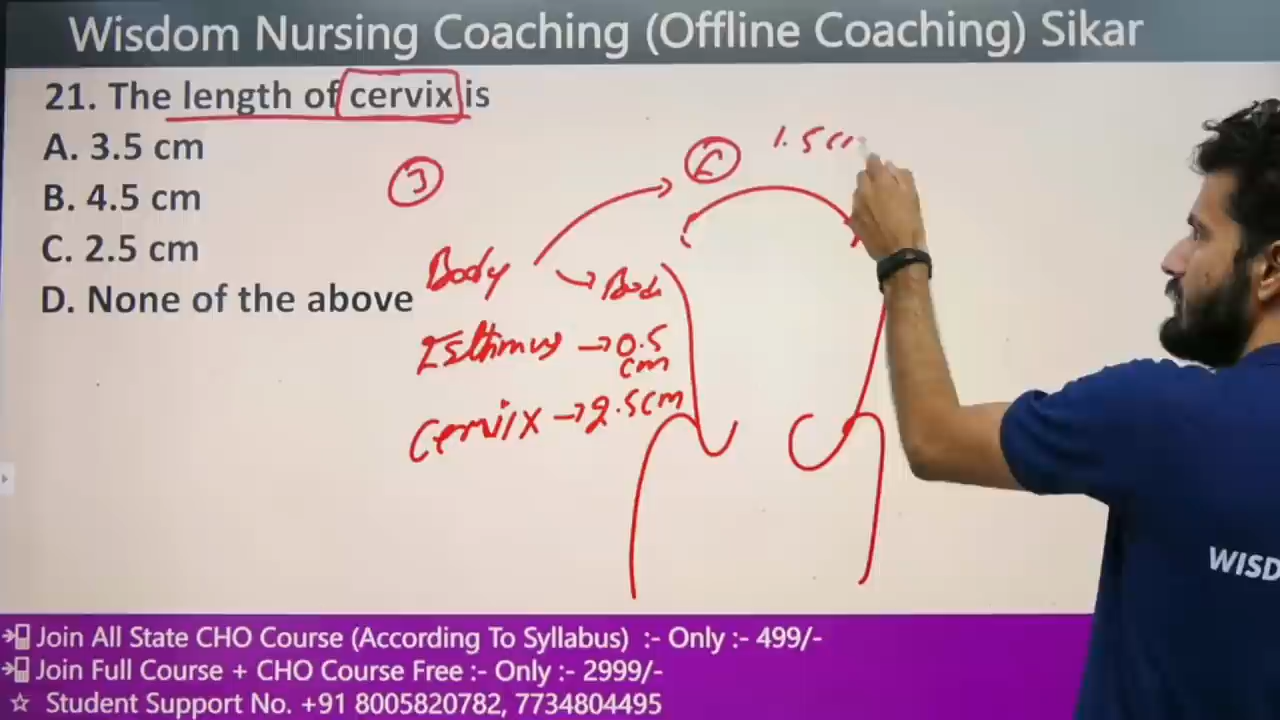 Wisdom Nursing Coaching (Offline Coaching) Sikar
21. The length of cervix is
A. 3.5 cm
B. 4.5 cm
C. 2.5 cm
D. None of the above
3
1.5 cm
Body
Isthmus → 0.5 cm
Cervix → 2.5cm
WISD
Join All State CHO Course (According To Syllabus) :- Only :- 499/-
Join Full Course + CHO Course Free :- Only :- 2999/-
☆ Student Support No. +91 8005820782, 7734804495